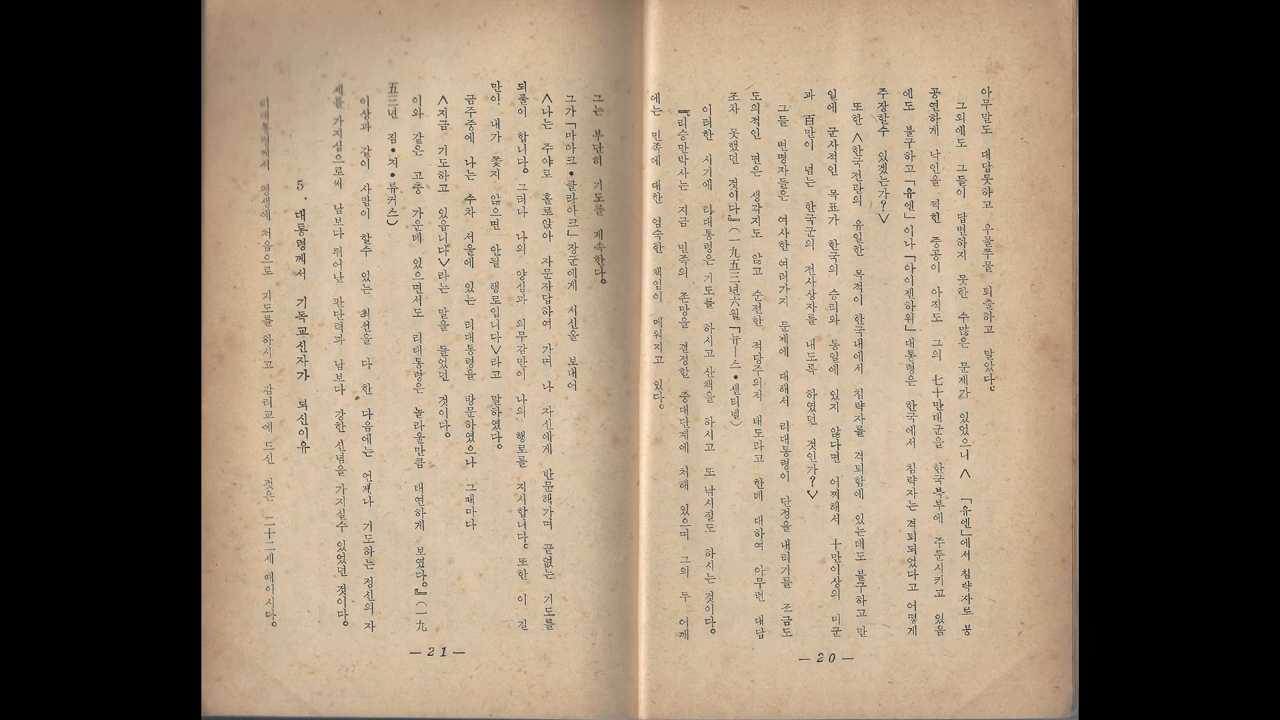 아무말도 대답못하고 우물쭈물 퇴출하고 말았다。
그외에도 그들이 답변하지 못한 수많은 문제가 있었으니 <「유엔」에서 침략자로 공
공연하게 낙인을 찍힌 중공이 아직도 그의 七十만대군을 한국북부에 주둔시키고 있음
에도 불구하고 「유엔」이나 「아이젠하워」 대통령은 한국에서 침략자는 격퇴되었다고 어떻게
주장할수 있겠는가?>
또한 <한국전란의 유일한 목적이 한국내에서 침략자를 격퇴함에 있는데도 불구하고 만
일에 군사적인 목표가 한국의 승리와 통일에 있지 않다면 어찌해서 十만이상의 미군
과 百만이 넘는 한국군의 전사상자를 내도록 하였던 것인가?>
그들 변명자들은 여사한 여러가지 문제에 대해서 리대통령이 단정을 내리기를 조금도
도의적인 면은 생각지도 않고 순전한 적당주의적 태도라고 한데 대하여 아무런 대답
조차 못했던 것이다』(一九五三년六월 『뉴ー스•센티넬)
이러한 시기에 리대통령은 기도를 하시고 산책을 하시고 또 낚시질도 하시는 것이다。
『리승만박사는 지금 민족의 존망을 결정할 중대단계에 처해 있으며 그의 두 어깨
에는 민족에 대한 엄숙한 책임이 메워지고 있다。
—20—
그는 부단히 기도를 계속한다。
그가 「마아크•클라아크」 장군에게 서신을 보내어
<나는 주야로 홀로앉아 자문자답하여 가며 나 자신에게 반문해가며 끝없는 기도를
되풀이 합니다。그러나 나의 양심과 의무감만이 나의 행로를 지시합니다。또한 이 길
만이 내가 쫓지 않으면 안될 행로입니다>라고 말하였다。
금주중에 나는 수차 서울에 있는 리대통령을 방문하였으나 그때마다
<지금 기도하고 있읍니다>라는 말을 들었던 것이다。
이와 같은 고충 가운데 있으면서도 리대통령은 놀라울만큼 태연하게 보였다。』(一九
五三년 짐•지•류커스)
이상과 같이 사람이 할수 있는 최선을 다 한 다음에는 언제나 기도하는 정신의 자
세를 가지심으로써 남보다 뛰어난 판단력과 남보다 강한 신념을 가지실수 있었던 것이다。
5. 대통령께서 기독교신자가 되신이유
리대통령께서 평생에 처음으로 기도를 하시고 감리교에 드신 것은 二十二세 때이시다。
—21—